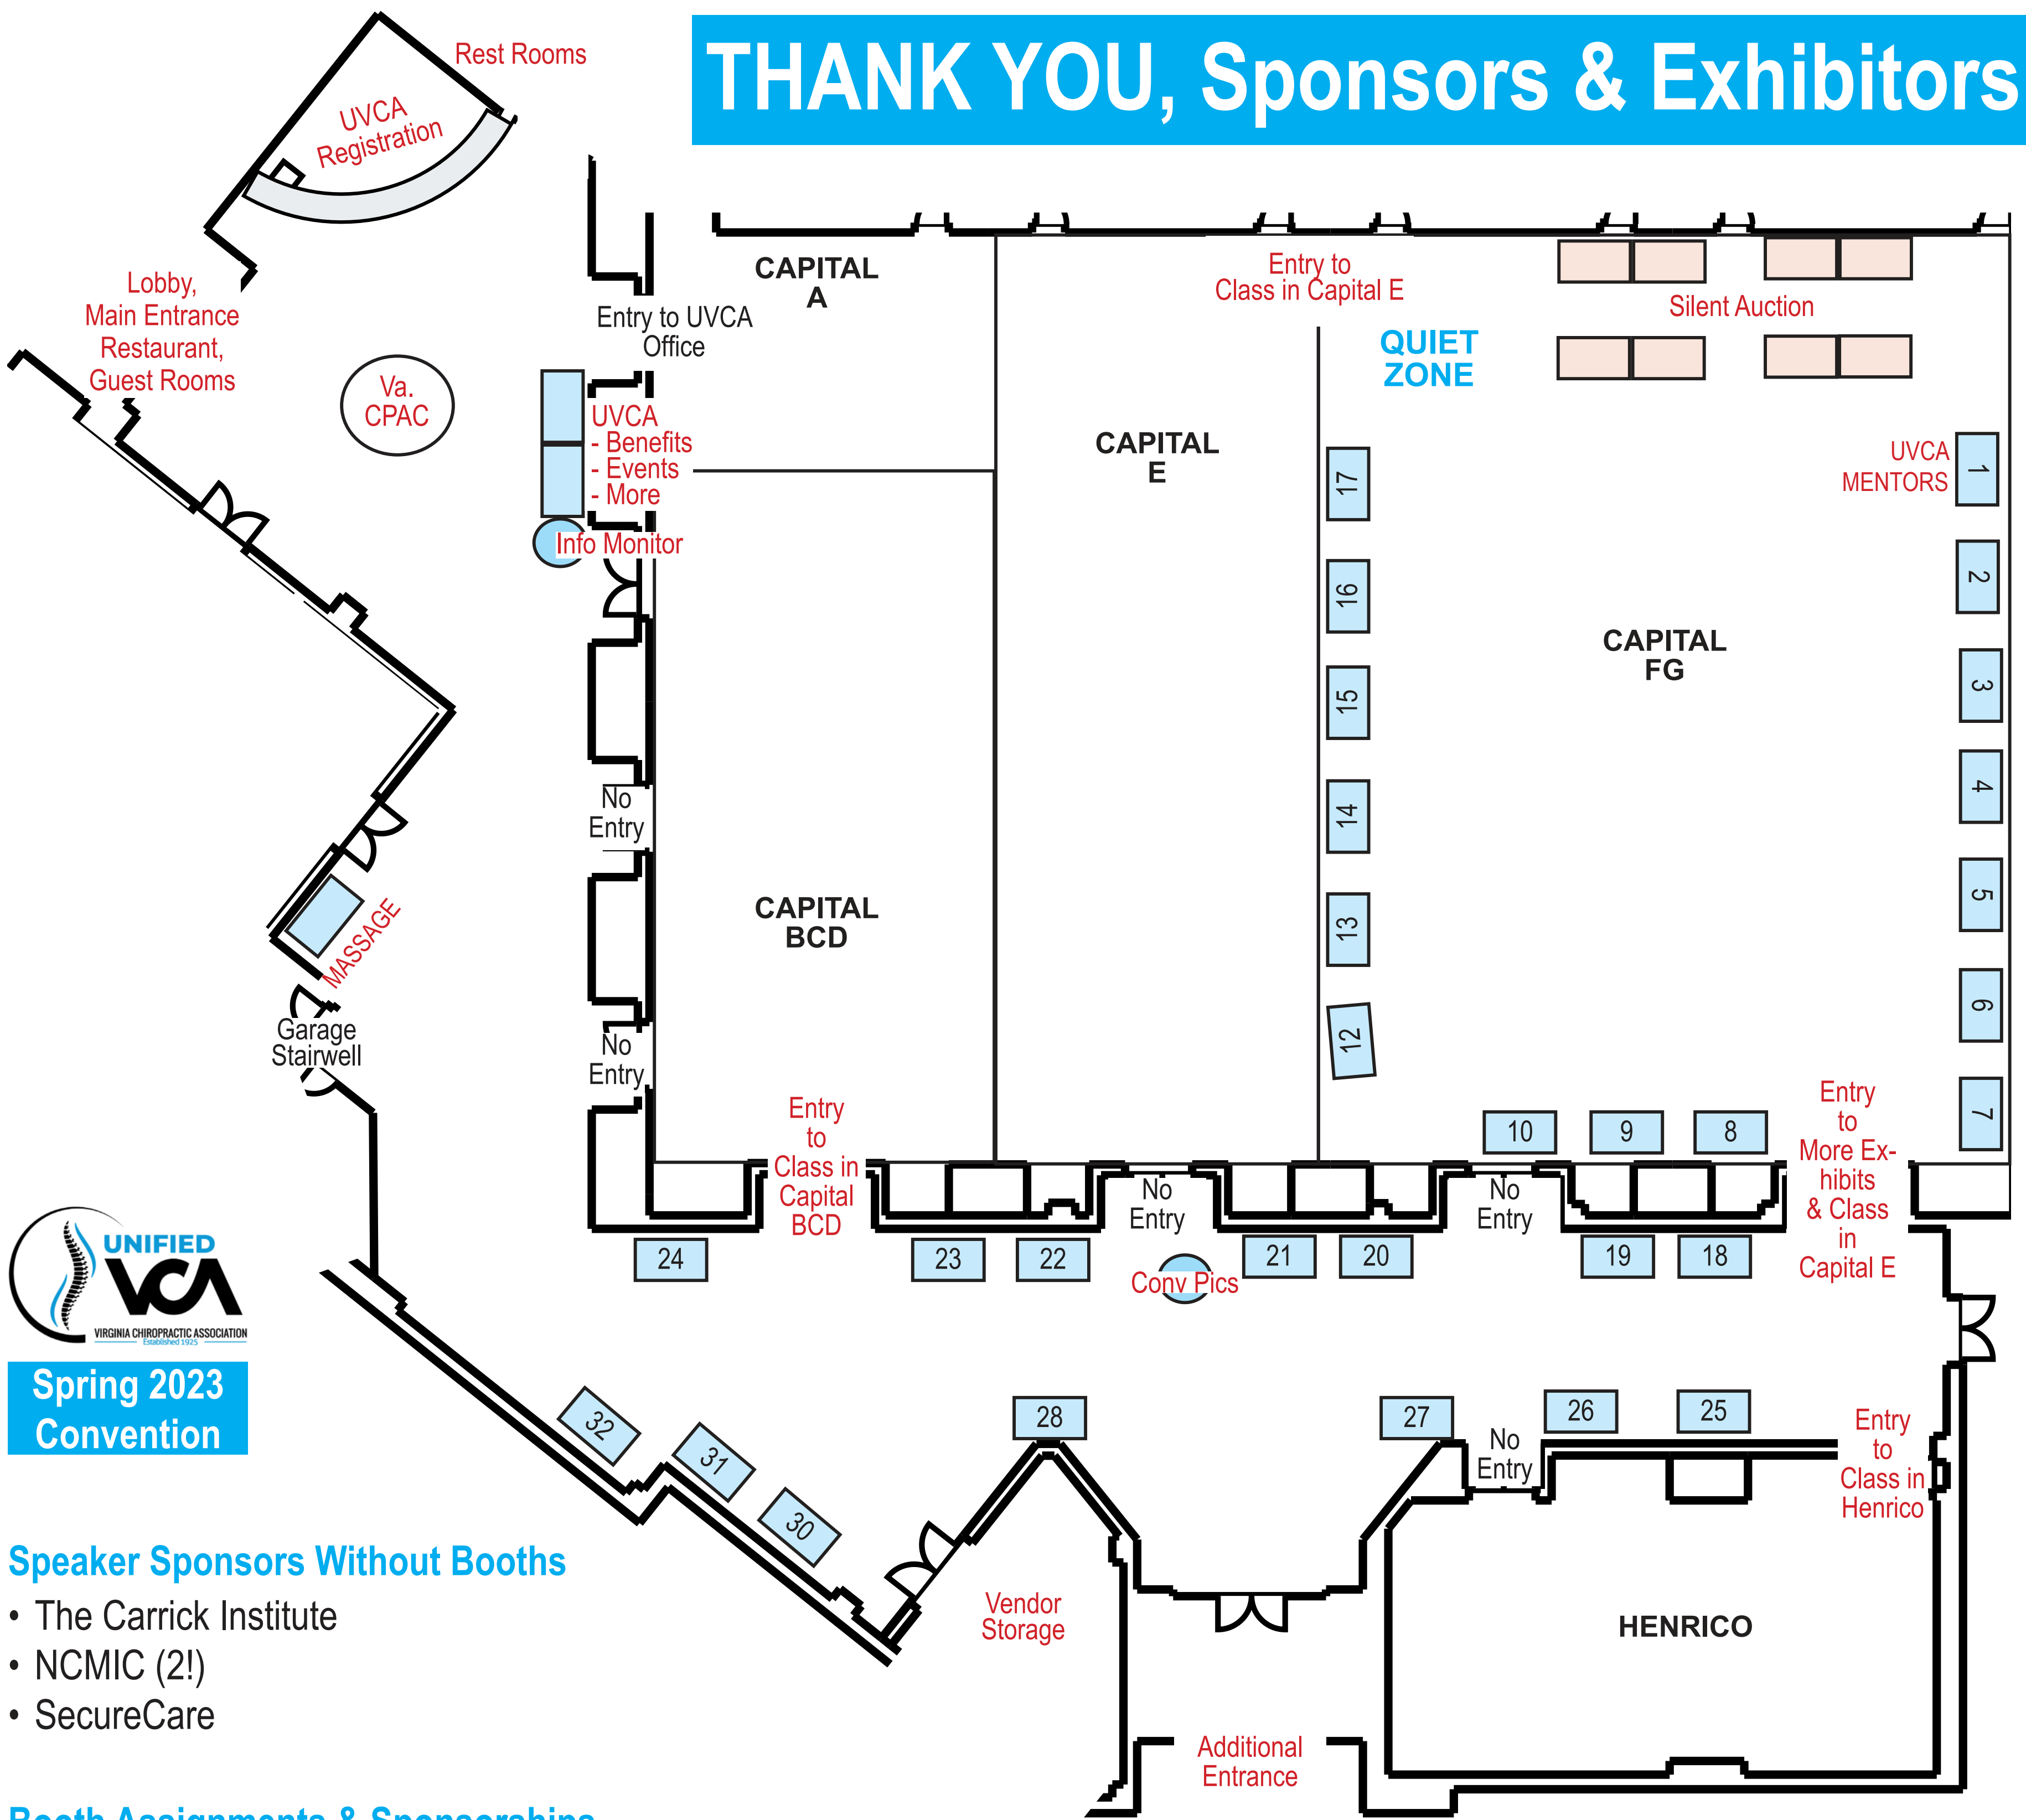 THANK YOU, Sponsors & Exhibitors
Rest Rooms
UVCA
Registration
Lobby,
Main Entrance
Restaurant,
Guest Rooms
Va.
CPAC
Entry to UVCA
Office
UVCA
- Benefits
- Events
- More
Info Monitor
CAPITAL
A
CAPITAL
E
Entry to
Class in Capital E
QUIET
ZONE
Silent Auction
UVCA
MENTORS
1
2
3
4
5
6
7
17
16
15
14
13
12
CAPITAL
FG
CAPITAL
BCD
No
Entry
No
Entry
MASSAGE
Garage
Stairwell
Entry
to
Class in
Capital
BCD
10
9
8
Entry
to
More Ex-
hibits
& Class
in
Capital E
No
Entry
No
Entry
24
23
22
Conv Pics
21
20
19
18
UNIFIED
VCA
VIRGINIA CHIROPRACTIC ASSOCIATION
Established 1925
Spring 2023
Convention
32
31
30
28
27
26
25
No
Entry
Entry
to
Class in
Henrico
Vendor
Storage
HENRICO
Additional
Entrance
Speaker Sponsors Without Booths
• The Carrick Institute
• NCMIC (2!)
• SecureCare
Booth Assignments & Sponsorships